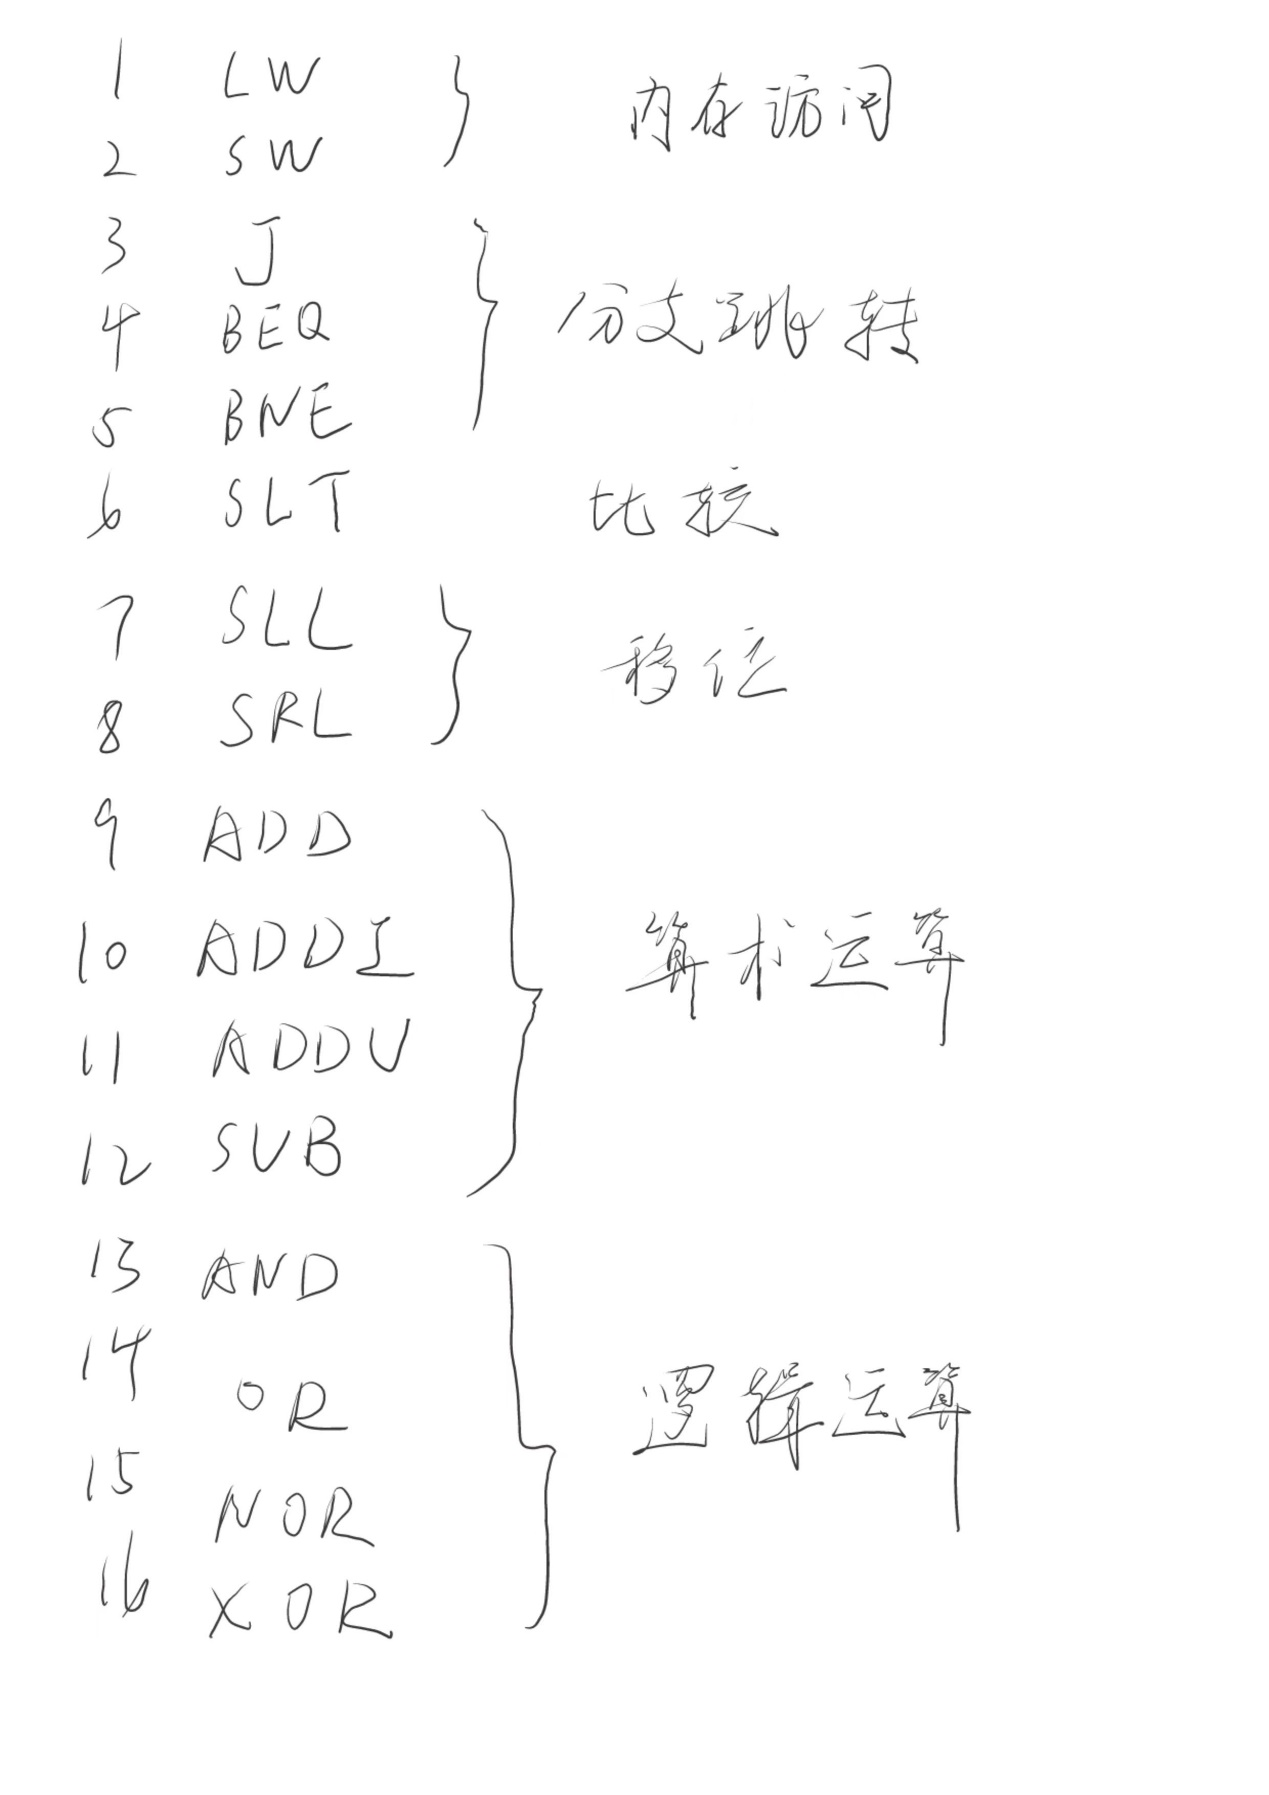 1 LW
内存访问
2 SW
3 J
4 BEQ
分支跳转
5 BNE
6 SLT 比较
7 SLL
移位
8 SRL
9 ADD
10 ADDI
算术运算
11 ADDU
12 SUB
13 AND
14 OR
逻辑运算
15 NOR
16 XOR